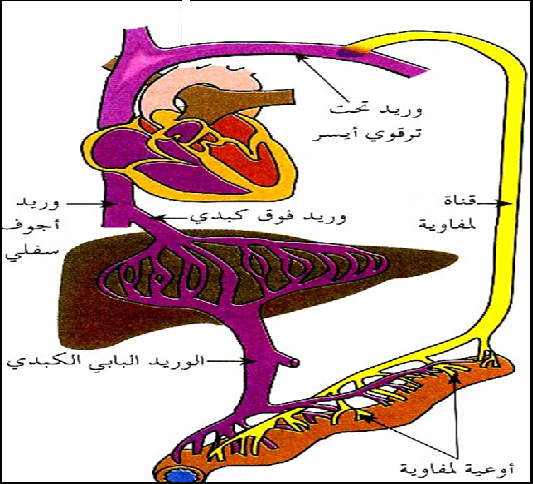 وريد تحت
ترقوي أيسر
قناة
لمفاوية
وريد
أجوف
سفلي
وريد فوق كبدي
الوريد البابي الكبدي
أوعية لمفاوية